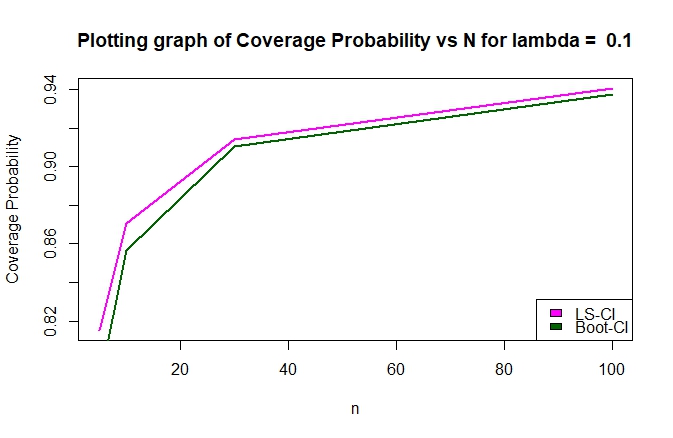 Plotting graph of Coverage Probability vs N for lambda =  0.1
Coverage Probability
0.94
0.90
0.86
0.82
LS-CI
Boot-CI
20 40 60 80 100
n